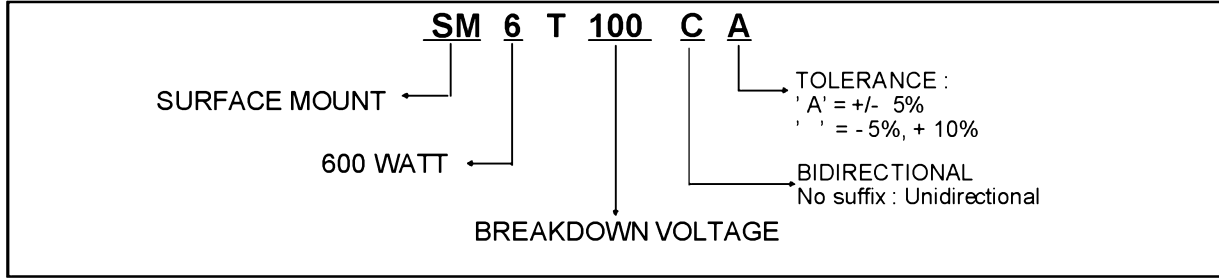 SM 6 T 100 C A
TOLERANCE :
' A' = +/- 5%
' ' = - 5%, + 10%
SURFACE MOUNT
600 WATT
BIDIRECTIONAL
No suffix : Unidirectional
BREAKDOWN VOLTAGE